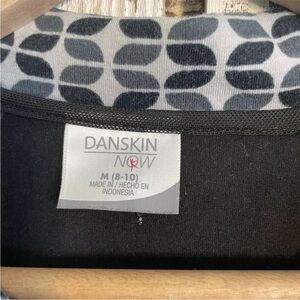 DANSKIN
NOW
M (8-10)
MADE IN / HECHO EN
INDONESIA